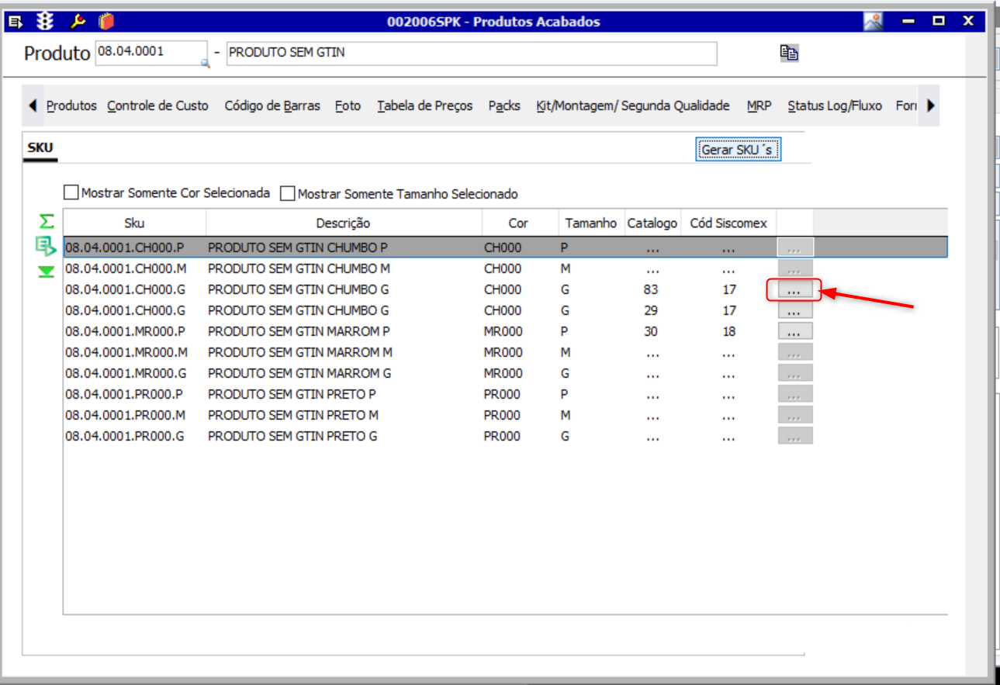 002006SPK - Produtos Acabados
Produto 08.04.0001 - PRODUTO SEM GTIN
Produtos Controle de Custo Código de Barras Foto Tabela de Preços Packs Kit/Montagem/ Segunda Qualidade MRP Status Log/Fluxo
SKU Gerar SKU´s
Mostrar Somente Cor Selecionada Mostrar Somente Tamanho Selecionado
Sku Descrição Cor Tamanho Catalogo Cód Siscomex
08.04.0001.CH000.P PRODUTO SEM GTIN CHUMBO P CH000 P ... ... ...
08.04.0001.CH000.M PRODUTO SEM GTIN CHUMBO M CH000 M ... ... ...
08.04.0001.CH000.G PRODUTO SEM GTIN CHUMBO G CH000 G 83 17 ...
08.04.0001.CH000.G PRODUTO SEM GTIN CHUMBO G CH000 G 29 17 ...
08.04.0001.MR000.P PRODUTO SEM GTIN MARROM P MR000 P 30 18 ...
08.04.0001.MR000.M PRODUTO SEM GTIN MARROM M MR000 M ... ... ...
08.04.0001.MR000.G PRODUTO SEM GTIN MARROM G MR000 G ... ... ...
08.04.0001.PR000.P PRODUTO SEM GTIN PRETO P PR000 P ... ... ...
08.04.0001.PR000.M PRODUTO SEM GTIN PRETO M PR000 M ... ... ...
08.04.0001.PR000.G PRODUTO SEM GTIN PRETO G PR000 G ... ... ...